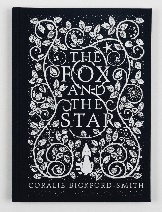 THE
FOX
AND
THE
STAR
CORALIE BICKFORD-SMITH